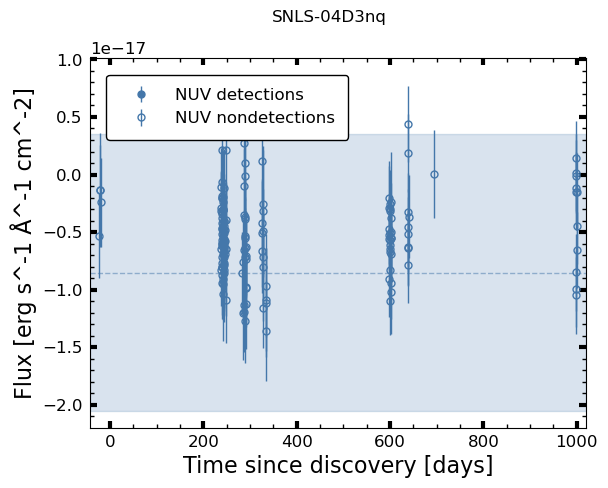 SNLS-04D3nq
1e−17
NUV detections
NUV nondetections
Flux [erg s^-1 Å^-1 cm^-2]
1.0
0.5
0.0
−0.5
−1.0
−1.5
−2.0
0 200 400 600 800 1000
Time since discovery [days]